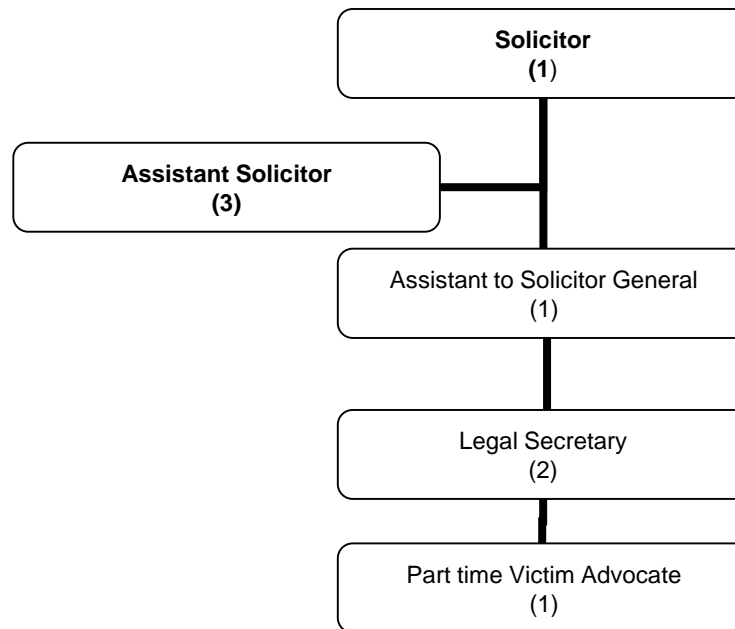 Solicitor
(1)
Assistant Solicitor
(3)
Assistant to Solicitor General
(1)
Legal Secretary
(2)
Part time Victim Advocate
(1)